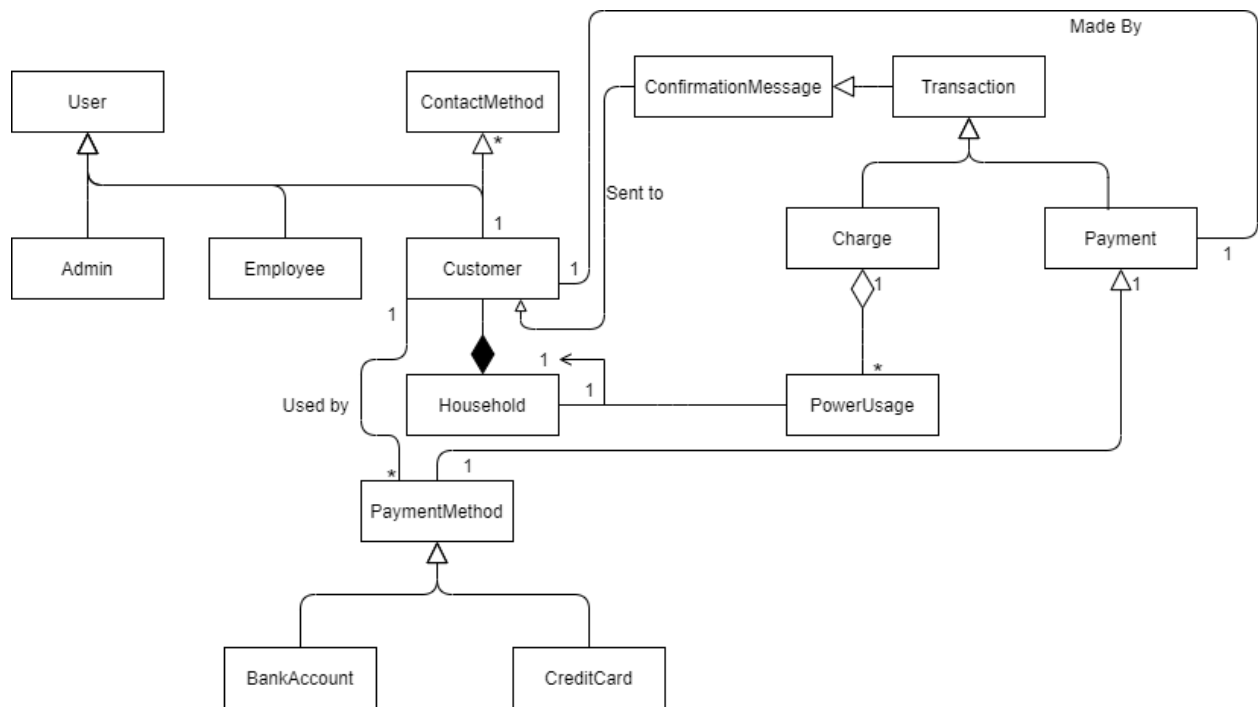 Made By
User
ContactMethod
ConfirmationMessage
Transaction
*
Sent to
1
Admin
Employee
Customer
1
Charge
Payment
1
1
1
1
1
1
*
Used by
Household
PowerUsage
1
*
PaymentMethod
BankAccount
CreditCard